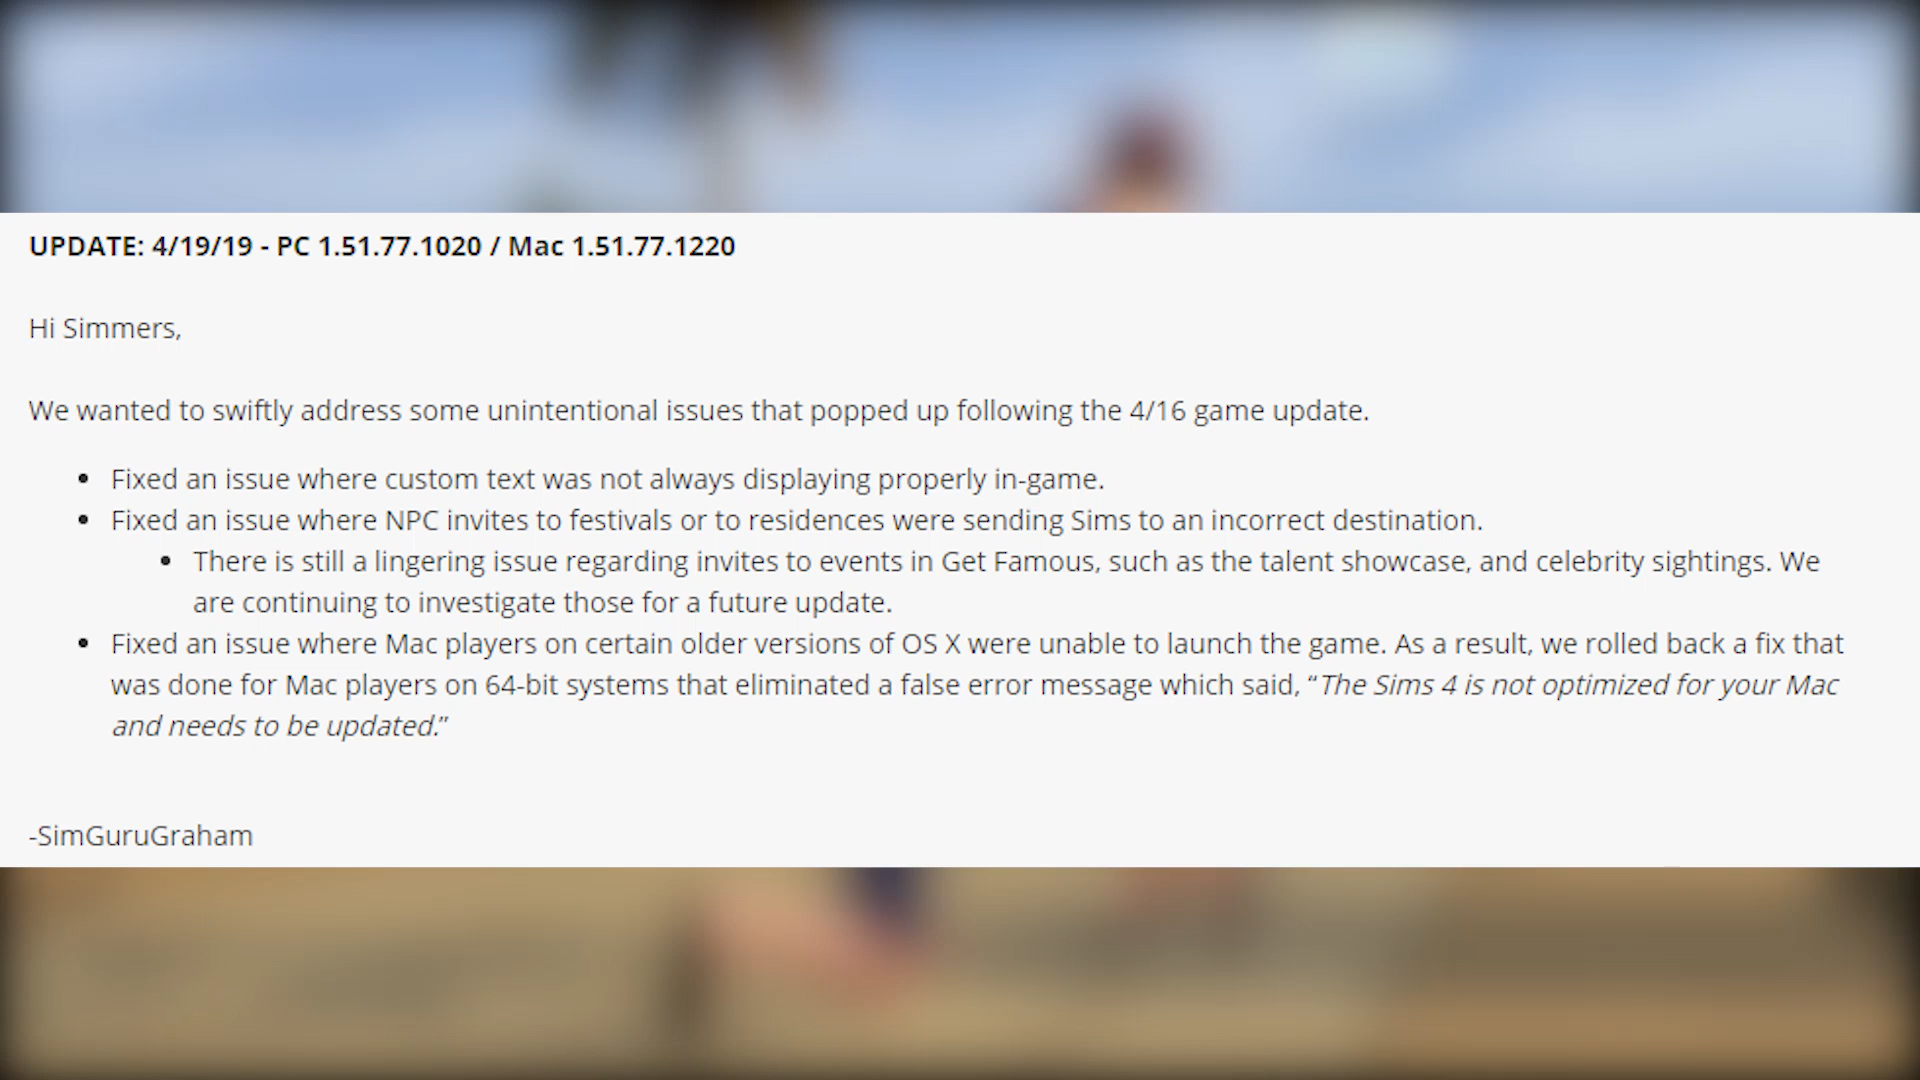 UPDATE: 4/19/19 - PC 1.51.77.1020 / Mac 1.51.77.1220
Hi Simmers,
We wanted to swiftly address some unintentional issues that popped up following the 4/16 game update.
• Fixed an issue where custom text was not always displaying properly in-game.
• Fixed an issue where NPC invites to festivals or to residences were sending Sims to an incorrect destination.
• There is still a lingering issue regarding invites to events in Get Famous, such as the talent showcase, and celebrity sightings. We
are continuing to investigate those for a future update.
• Fixed an issue where Mac players on certain older versions of OS X were unable to launch the game. As a result, we rolled back a fix that
was done for Mac players on 64-bit systems that eliminated a false error message which said, “The Sims 4 is not optimized for your Mac
and needs to be updated.”
-SimGuruGraham